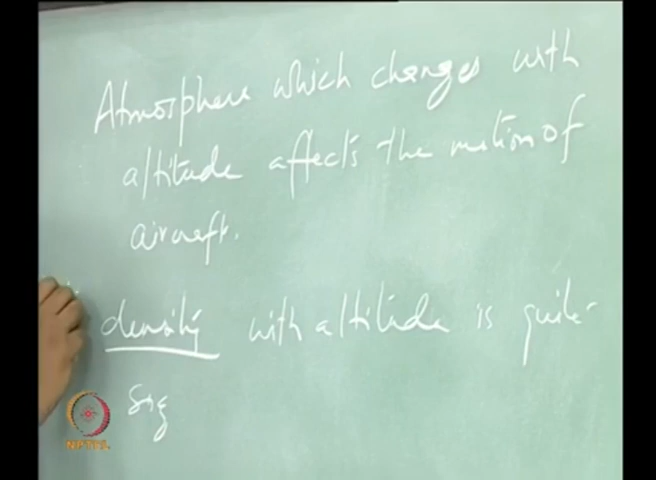 Atmosphere which changes with
altitude affects the motion of
aircraft.
density with altitude is quite
sig
NPTEL